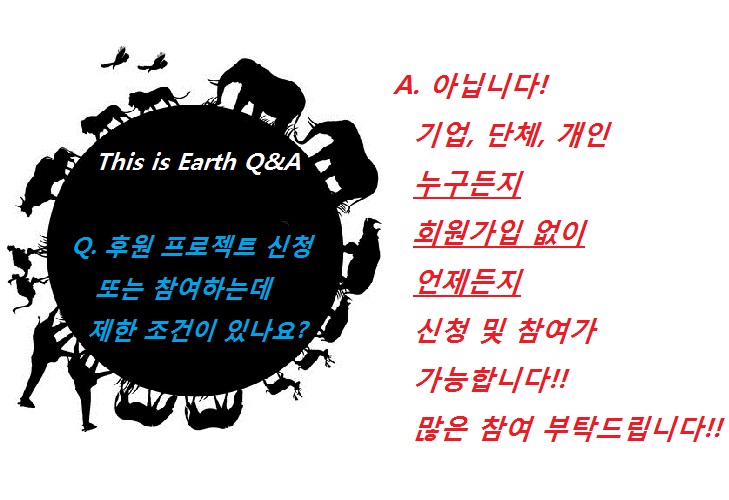 This is Earth Q&A
Q. 후원 프로젝트 신청
또는 참여하는데
제한 조건이 있나요?
A. 아닙니다!
기업, 단체, 개인
누구든지
회원가입 없이
언제든지
신청 및 참여가
가능합니다!!
많은 참여 부탁드립니다!!